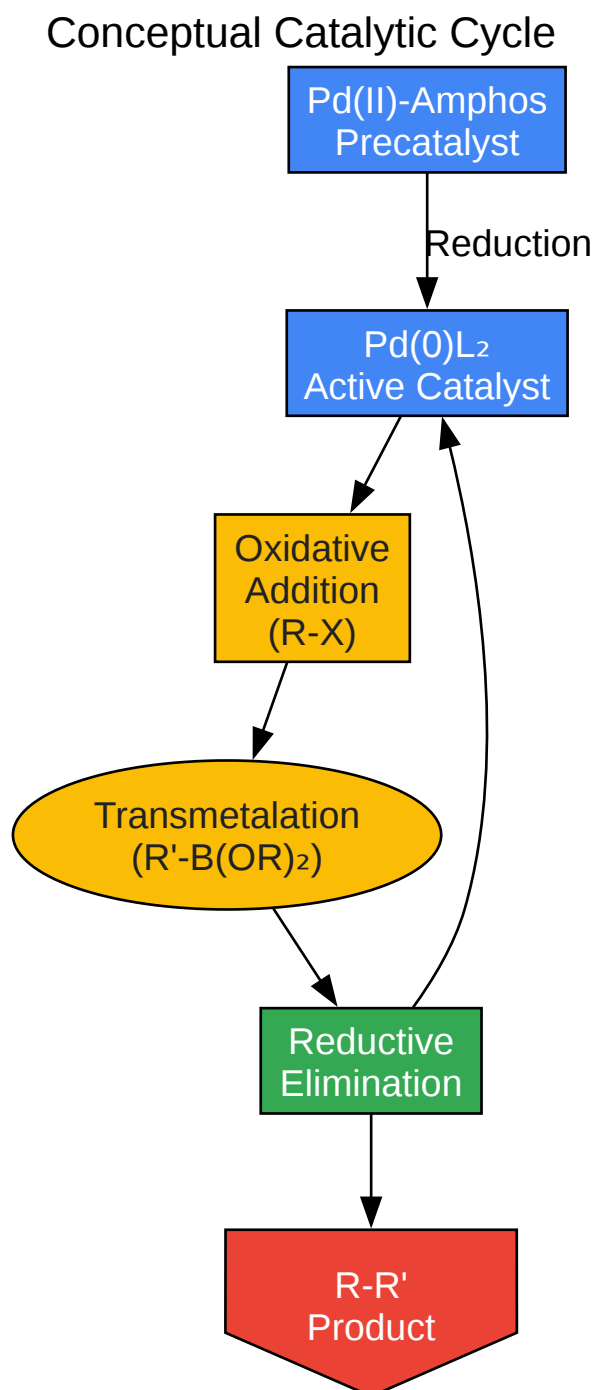 Conceptual Catalytic Cycle
Pd(II)-Amphos
Precatalyst
Reduction
Pd(0)L₂
Active Catalyst
Oxidative
Addition
(R-X)
Transmetalation
(R'-B(OR)₂)
Reductive
Elimination
R-R'
Product